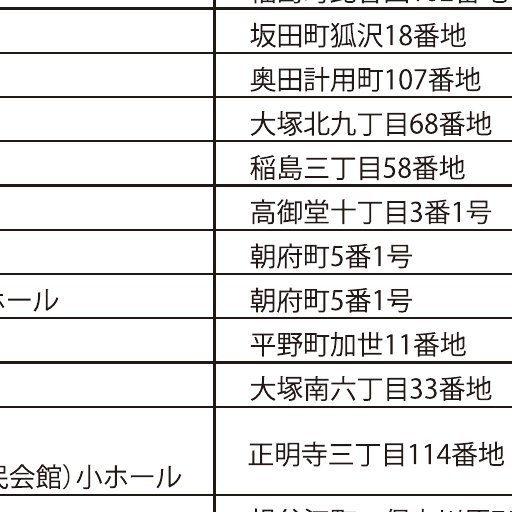 坂田町狐沢18番地
奥田計用町107番地
大塚北九丁目68番地
稲島三丁目58番地
高御堂十丁目3番1号
朝府町5番1号
ホール 朝府町5番1号
平野町加世11番地
大塚南六丁目33番地
正明寺三丁目114番地
民会館）小ホール